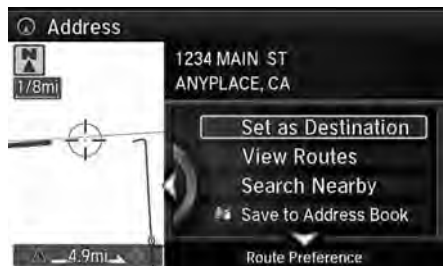 Address
N
1/8mi
1234 MAIN ST
ANYPLACE, CA
Set as Destination
View Routes
Search Nearby
Save to Address Book
4.9mi
Route Preference